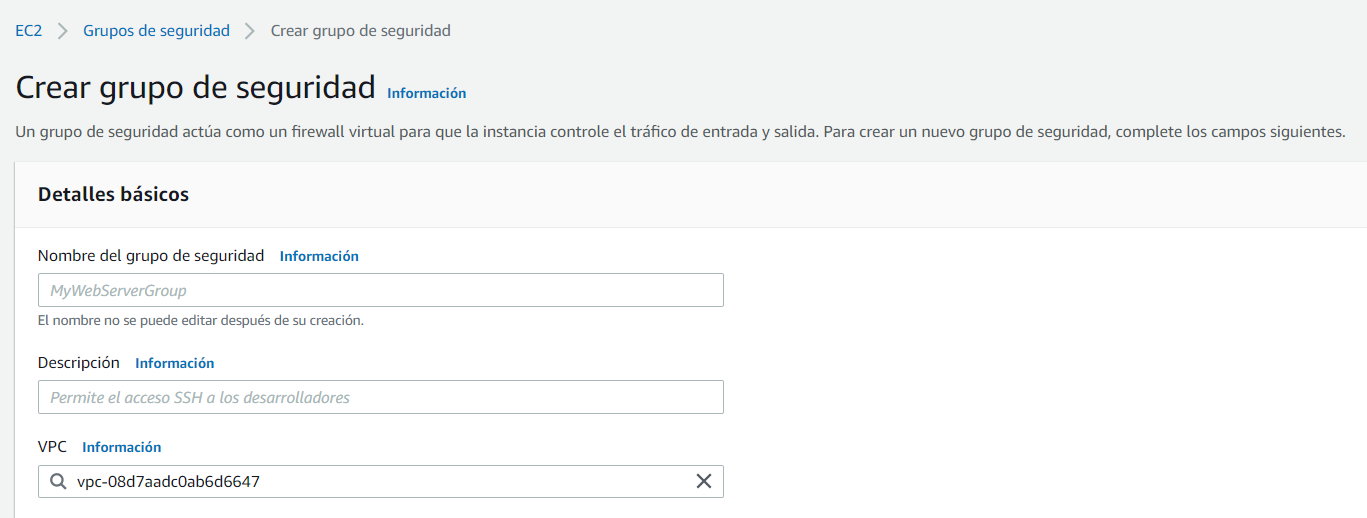 EC2 > Grupos de seguridad > Crear grupo de seguridad
Crear grupo de seguridad Información
Un grupo de seguridad actúa como un firewall virtual para que la instancia controle el tráfico de entrada y salida. Para crear un nuevo grupo de seguridad, complete los campos siguientes.
Detalles básicos
Nombre del grupo de seguridad Información
MyWebServerGroup
El nombre no se puede editar después de su creación.
Descripción Información
Permite el acceso SSH a los desarrolladores
VPC Información
vpc-08d7aadc0ab6d6647